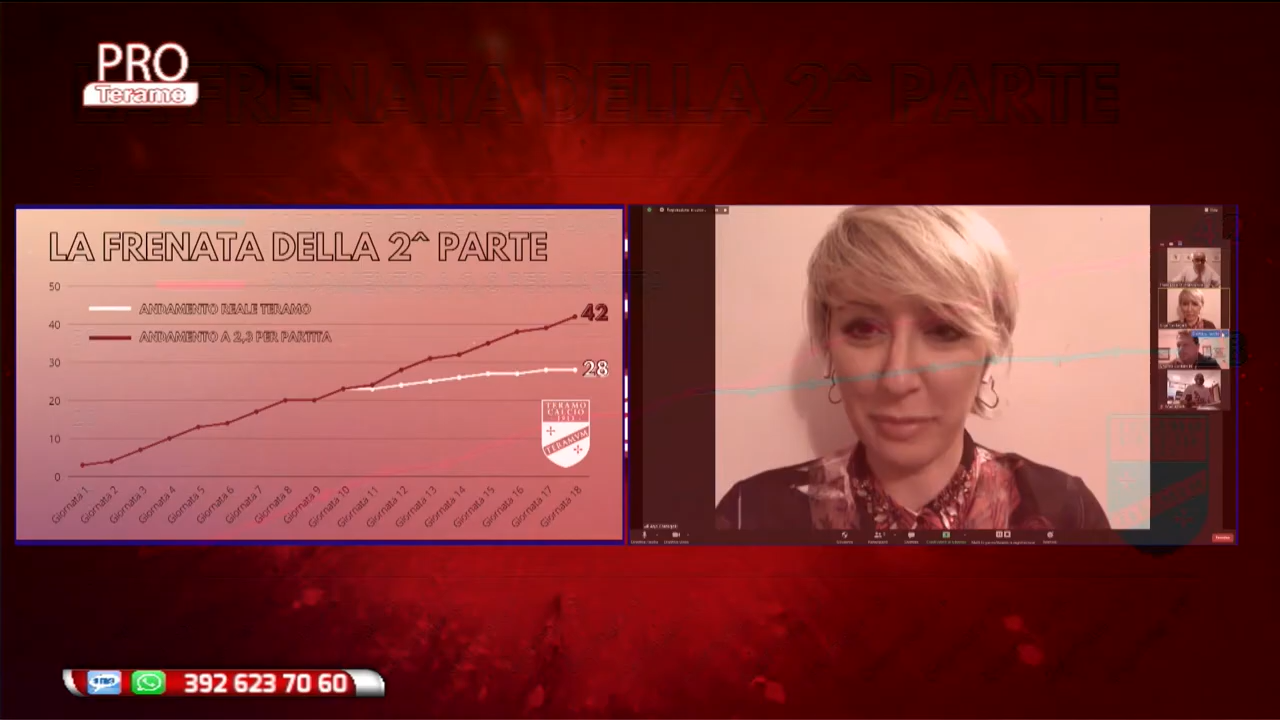 PRO
Teramo
LA FRENATA DELLA 2^ PARTE
LA FRENATA DELLA 2^ PARTE
50
ANDAMENTO REALE TERAMO
40
ANDAMENTO A 2,3 PER PARTITA
30
20
10
0
42
28
TERAMO
CALCIO
1913
TERAMVM
Giornata 1
Giornata 2
Giornata 3
Giornata 4
Giornata 5
Giornata 6
Giornata 7
Giornata 8
Giornata 9
Giornata 10
Giornata 11
Giornata 12
Giornata 13
Giornata 14
Giornata 15
Giornata 16
Giornata 17
Giornata 18
392 623 70 60